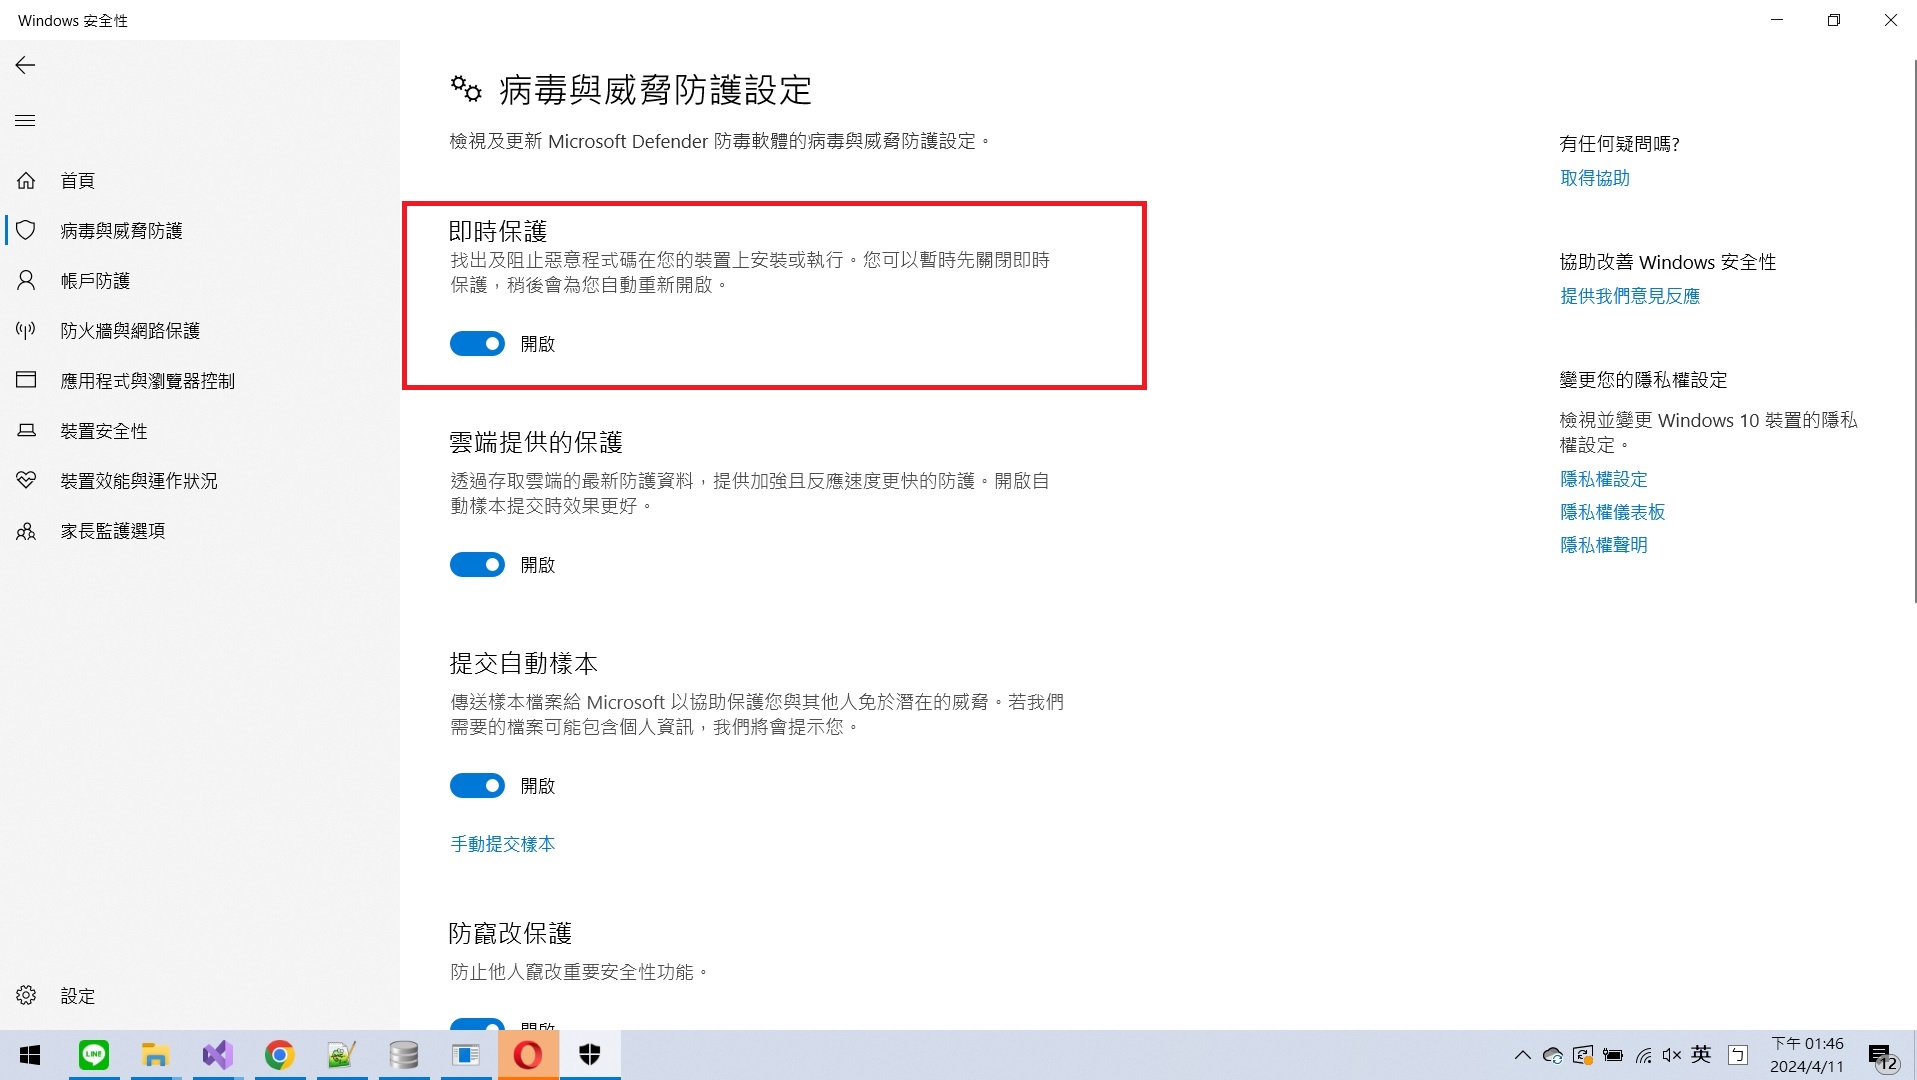 Windows 安全性
首頁
病毒與威脅防護
帳戶防護
防火牆與網路保護
應用程式與瀏覽器控制
裝置安全性
裝置效能與運作狀況
家長監護選項
設定
病毒與威脅防護設定
檢視及更新 Microsoft Defender 防毒軟體的病毒與威脅防護設定。
即時保護
找出及阻止惡意程式碼在您的裝置上安裝或執行。您可以暫時先關閉即時
保護，稍後會為您自動重新開啟。
開啟
雲端提供的保護
透過存取雲端的最新防護資料，提供加強且反應速度更快的防護。開啟自
動樣本提交時效果更好。
開啟
提交自動樣本
傳送樣本檔案給 Microsoft 以協助保護您與其他人免於潛在的威脅。若我們
需要的檔案可能包含個人資訊，我們將會提示您。
開啟
手動提交樣本
防竄改保護
防止他人竄改重要安全性功能。
開啟
有任何疑問嗎?
取得協助
協助改善 Windows 安全性
提供我們意見反應
變更您的隱私權設定
檢視並變更 Windows 10 裝置的隱私
權設定。
隱私權設定
隱私權儀表板
隱私權聲明
LINE
英
ㄅ
下午 01:46
2024/4/11
12